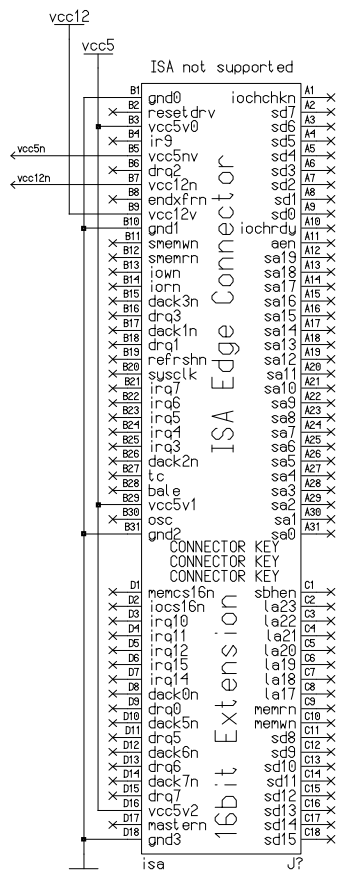 vcc12
vcc5
ISA not supported
B1 gnd0 iochchkn A1
B2 resetdrv sd7 A2
B3 vcc5v0 sd6 A3
B4 ir9 sd5 A4
vcc5n B5 vcc5nv sd4 A5
B6 drq2 sd3 A6
vcc12n B7 vcc12n sd2 A7
B8 endxfrn sd1 A8
B9 vcc12v sd0 A9
B10 gnd1 iochrdy A10
B11 smemwn aen A11
B12 smemrn sa19 A12
B13 iown sa18 A13
B14 iorn sa17 A14
B15 dack3n sa16 A15
B16 drq3 sa15 A16
B17 dack1n sa14 A17
B18 drq1 sa13 A18
B19 refrshn sa12 A19
B20 sysclk sa11 A20
B21 irq7 sa10 A21
B22 irq6 sa9 A22
B23 irq5 sa8 A23
B24 irq4 sa7 A24
B25 irq3 sa6 A25
B26 dack2n sa5 A26
B27 tc sa4 A27
B28 bale sa3 A28
B29 vcc5v1 sa2 A29
B30 osc sa1 A30
B31 gnd2 sa0 A31
ISA Edge Connector
CONNECTOR KEY
CONNECTOR KEY
CONNECTOR KEY
D1 memcs16n sbhen C1
D2 iocs16n la23 C2
D3 irq10 la22 C3
D4 irq11 la21 C4
D5 irq12 la20 C5
D6 irq15 la19 C6
D7 irq14 la18 C7
D8 dack0n la17 C8
D9 drq0 memrn C9
D10 dack5n memwn C10
D11 drq5 sd8 C11
D12 dack6n sd9 C12
D13 drq6 sd10 C13
D14 dack7n sd11 C14
D15 drq7 sd12 C15
D16 vcc5v2 sd13 C16
D17 mastern sd14 C17
D18 gnd3 sd15 C18
16bit Extension
isa J?